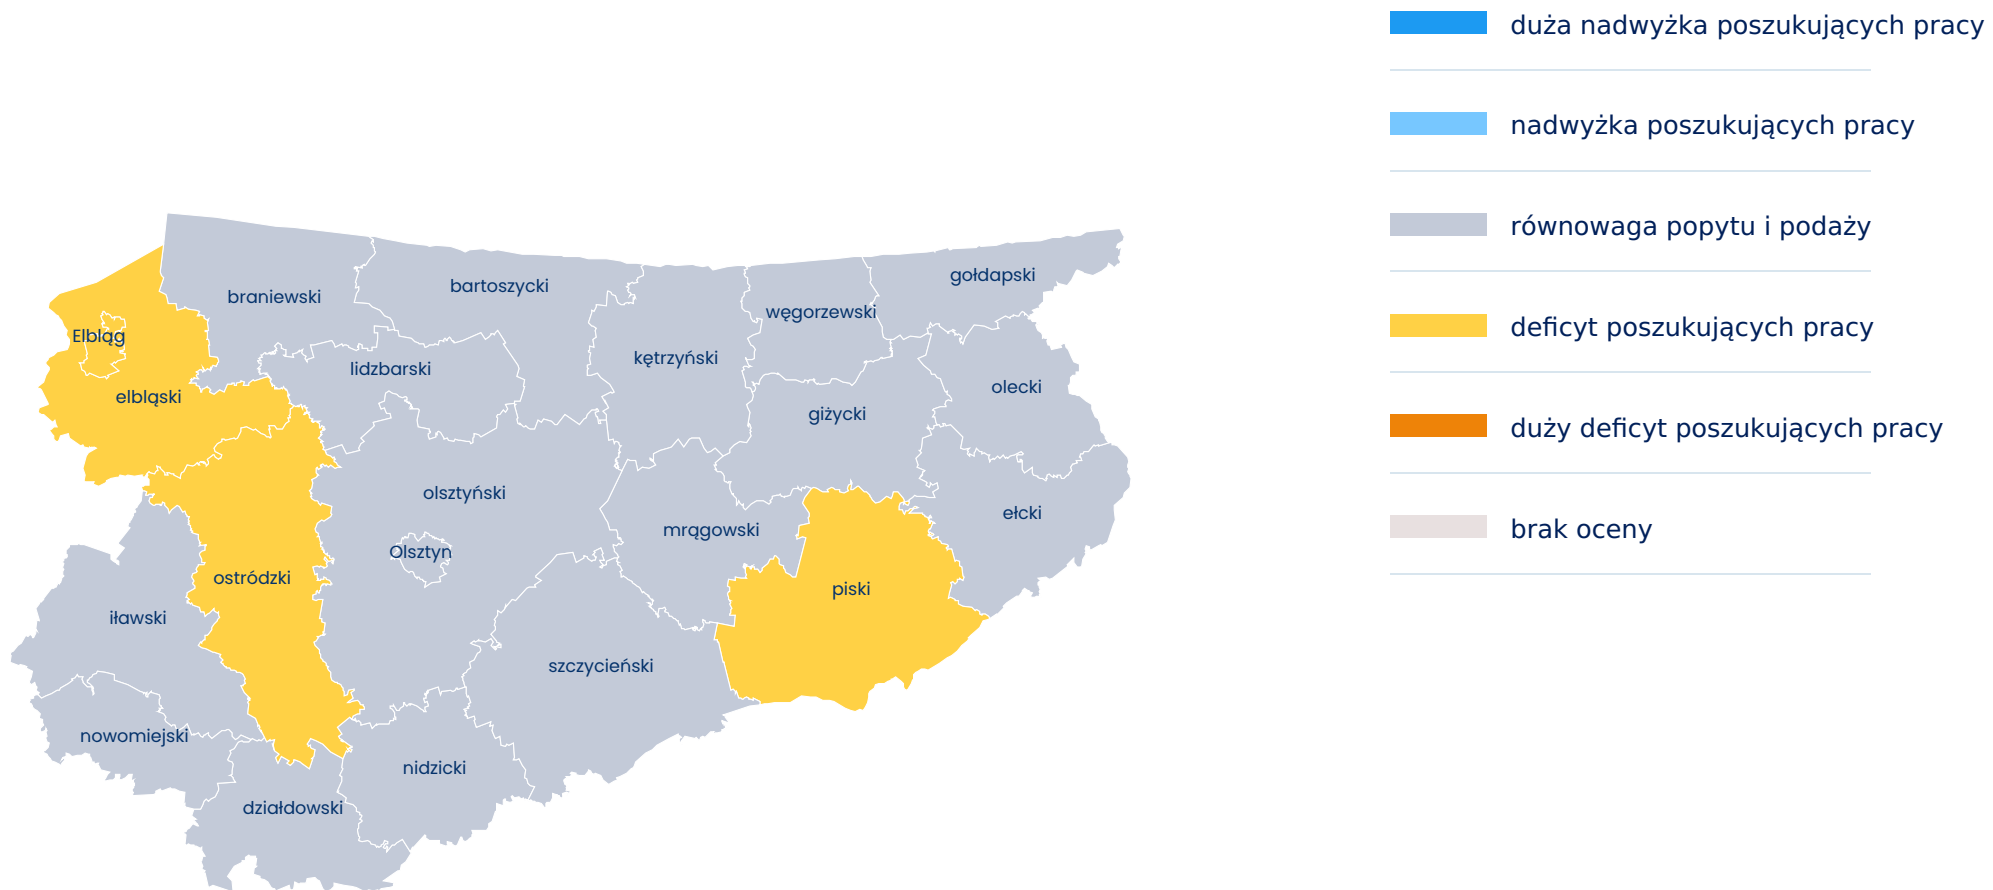 duża nadwyżka poszukujących pracy
nadwyżka poszukujących pracy
równowaga popytu i podaży
deficyt poszukujących pracy
duży deficyt poszukujących pracy
brak oceny
gołdapski
bartoszycki
braniewski
węgorzewski
Elbląg
kętrzyński
lidzbarski
olecki
elbląski
giżycki
olsztyński
ełcki
mrągowski
Olsztyn
ostródzki
piski
iławski
szczycieński
nowomiejski
nidzicki
działdowski